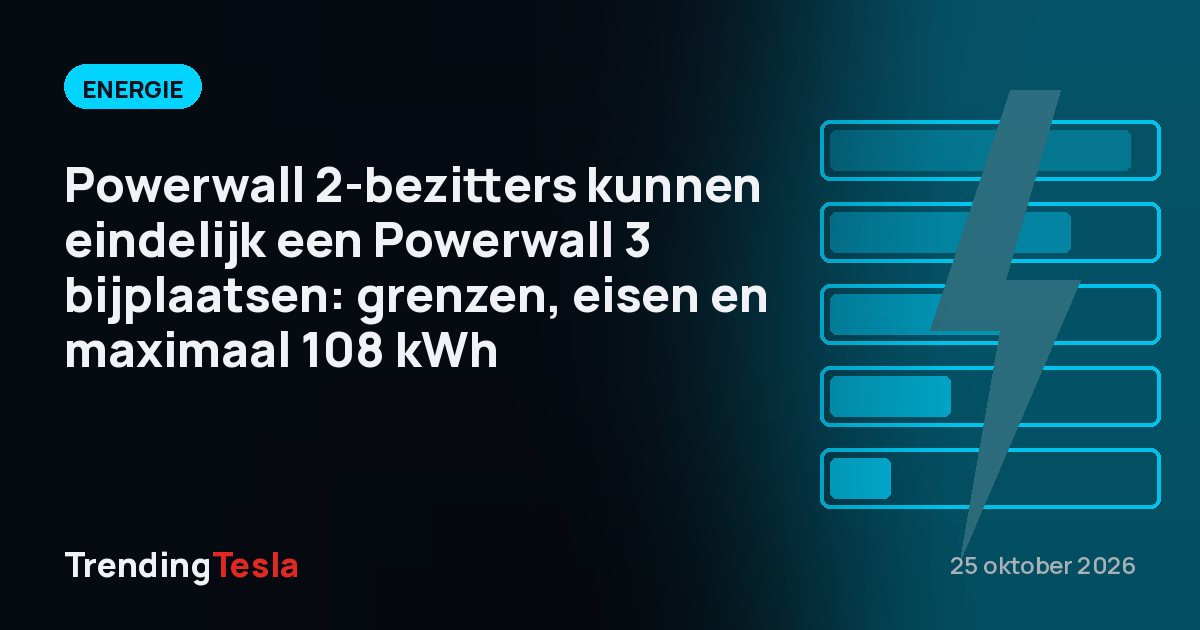 ENERGIE
Powerwall 2-bezitters kunnen
eindelijk een Powerwall 3
bijplaatsen: grenzen, eisen en
maximaal 108 kWh
TrendingTesla
25 oktober 2026